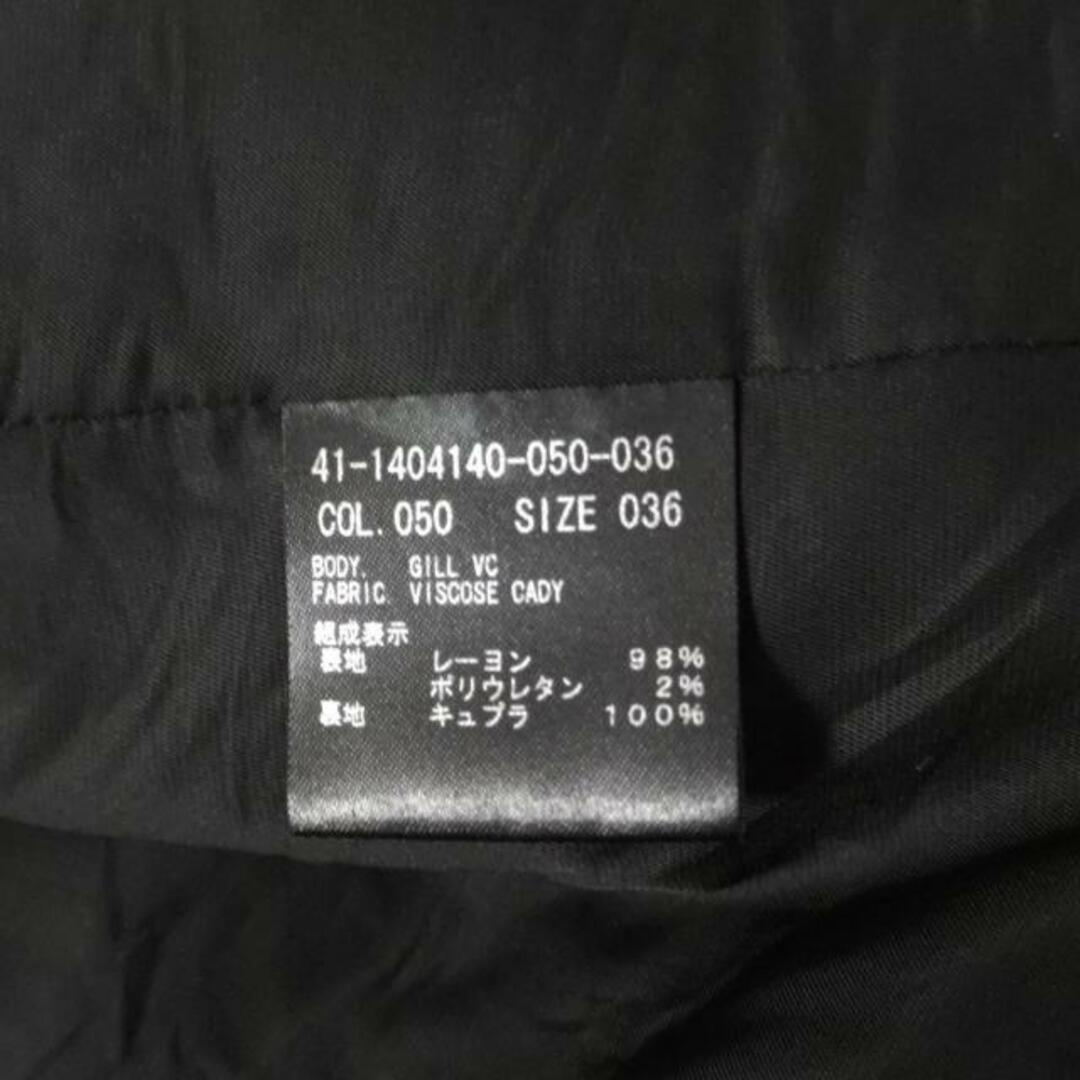 41-1404140-050-036
COL. 050 SIZE 036
BODY. GILL VC
FABRIC. VISCOSE CADY
組成表示
表地 レーヨン 98%
ポリウレタン 2%
裏地 キュプラ 100%